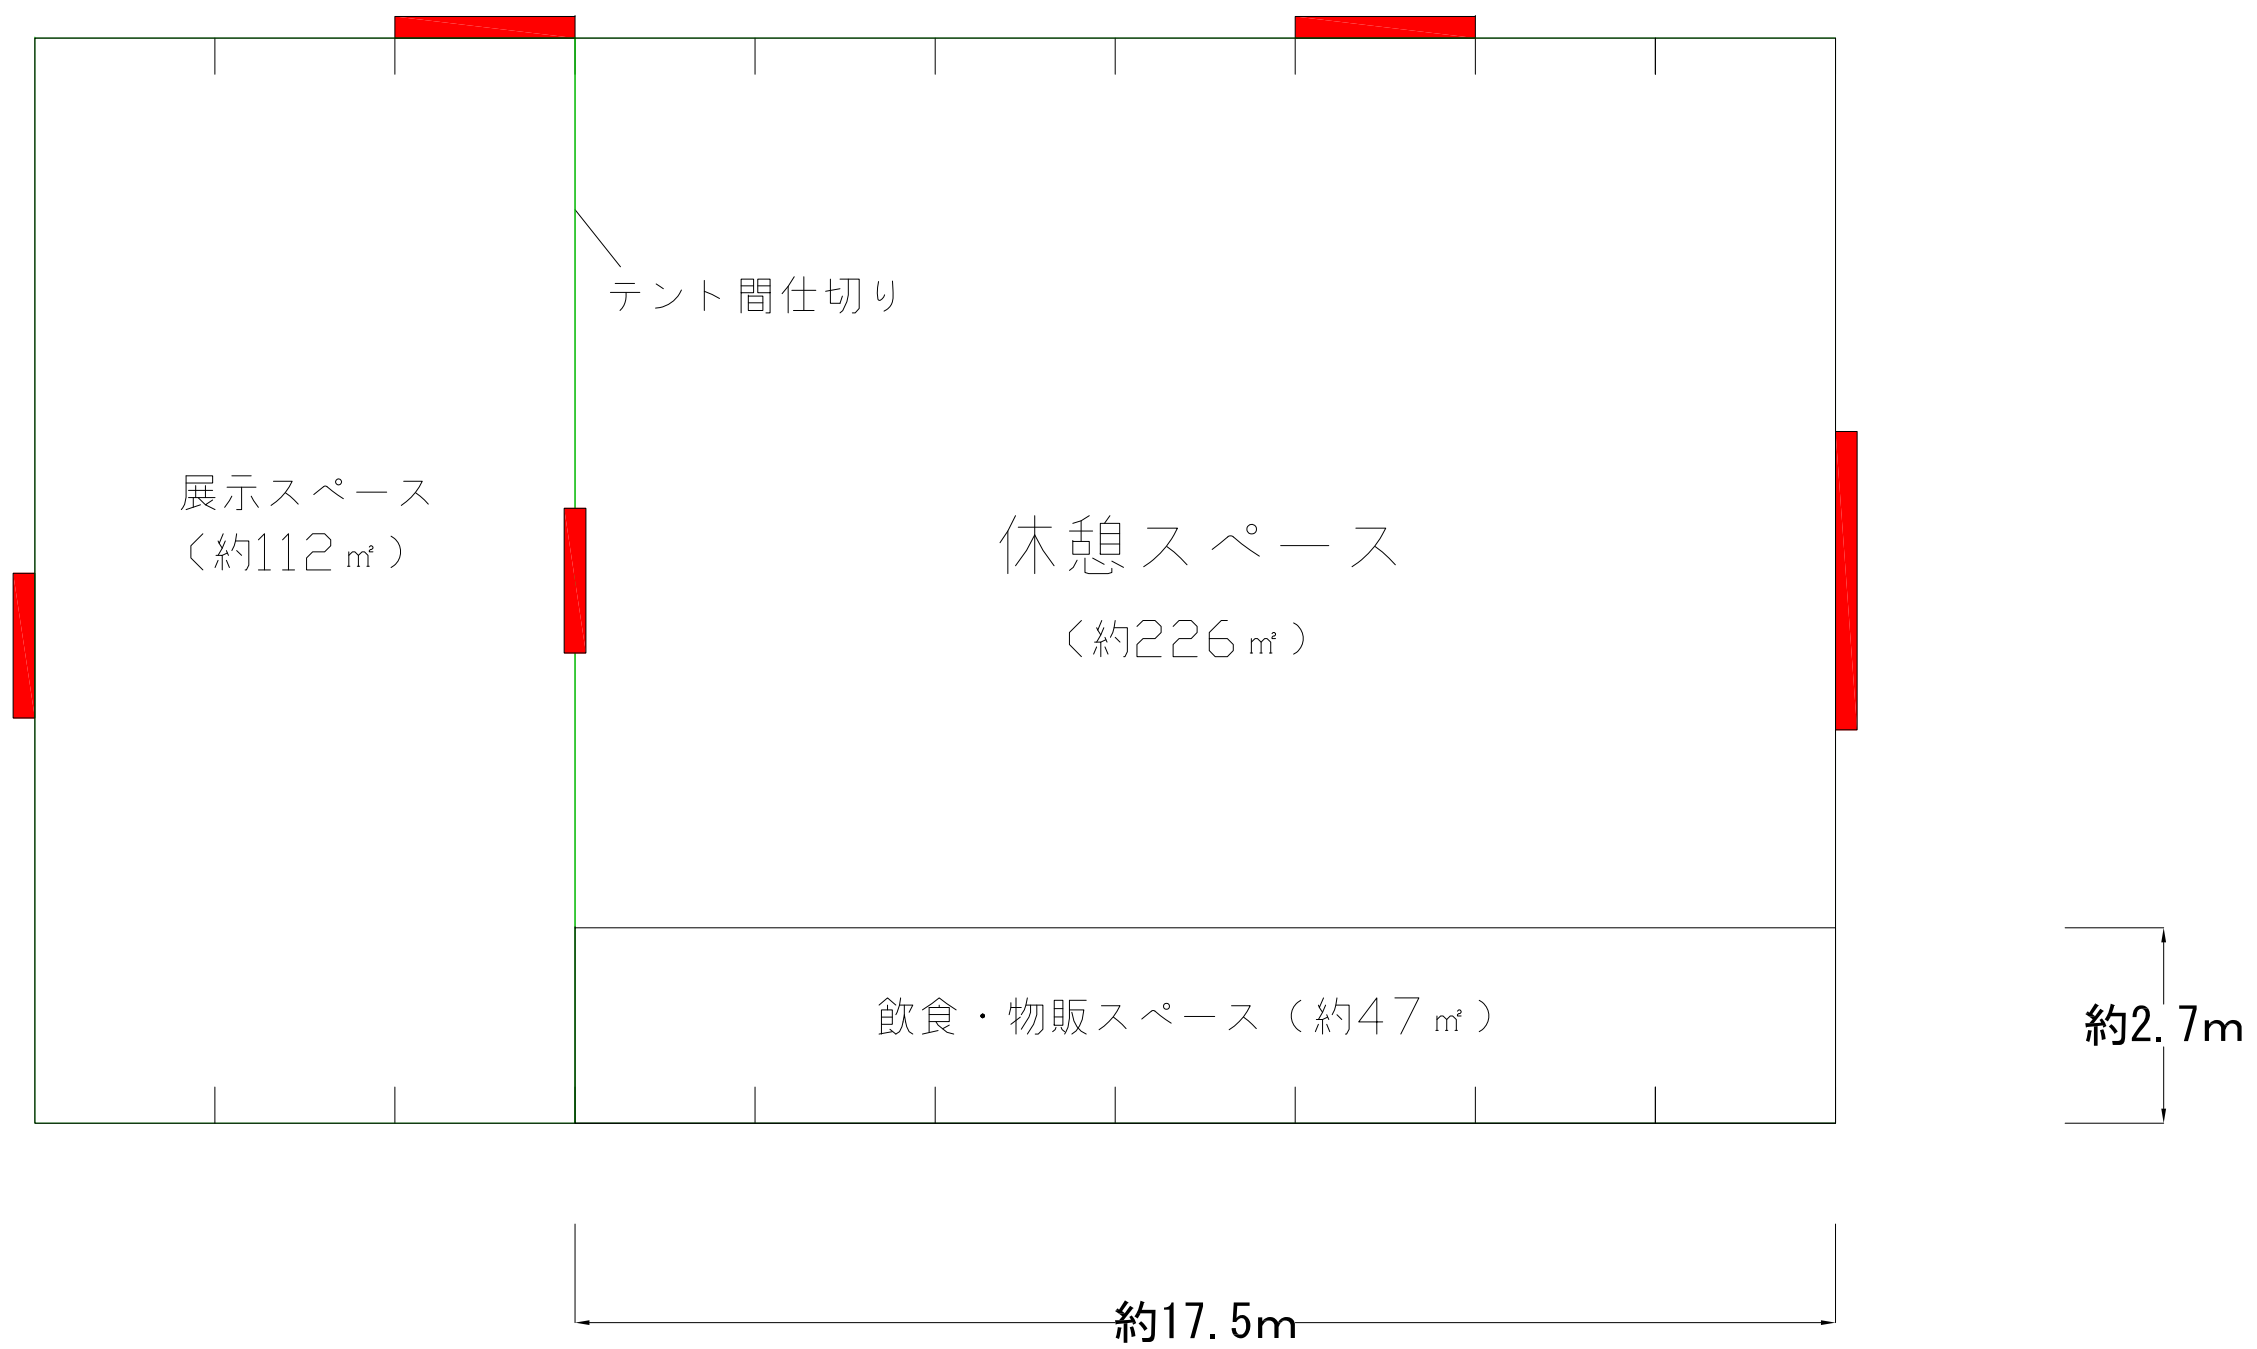 テント間仕切り
展示スペース
（約112㎡）
休憩スペース
（約226㎡）
飲食・物販スペース（約47㎡）
約2.7m
約17.5m